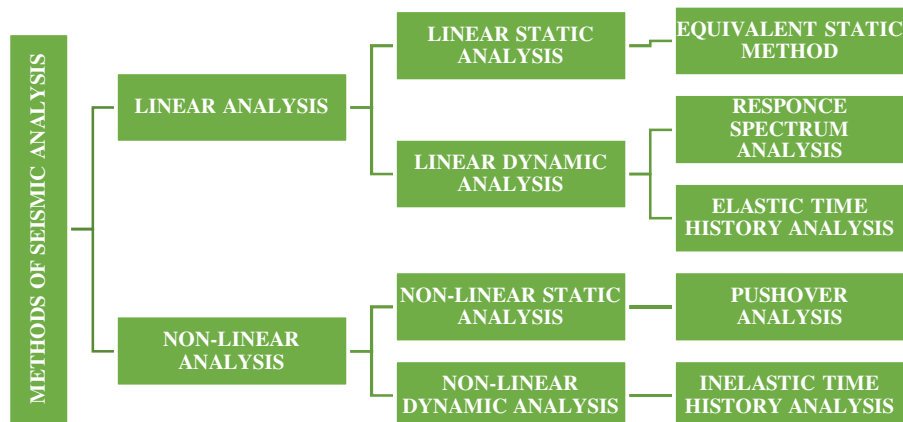 METHODS OF SEISMIC ANALYSIS
LINEAR ANALYSIS
LINEAR STATIC
ANALYSIS
EQUIVALENT STATIC
METHOD
LINEAR DYNAMIC
ANALYSIS
RESPONCE
SPECTRUM
ANALYSIS
ELASTIC TIME
HISTORY ANALYSIS
NON-LINEAR
ANALYSIS
NON-LINEAR STATIC
ANALYSIS
PUSHOVER
ANALYSIS
NON-LINEAR
DYNAMIC ANALYSIS
INELASTIC TIME
HISTORY ANALYSIS